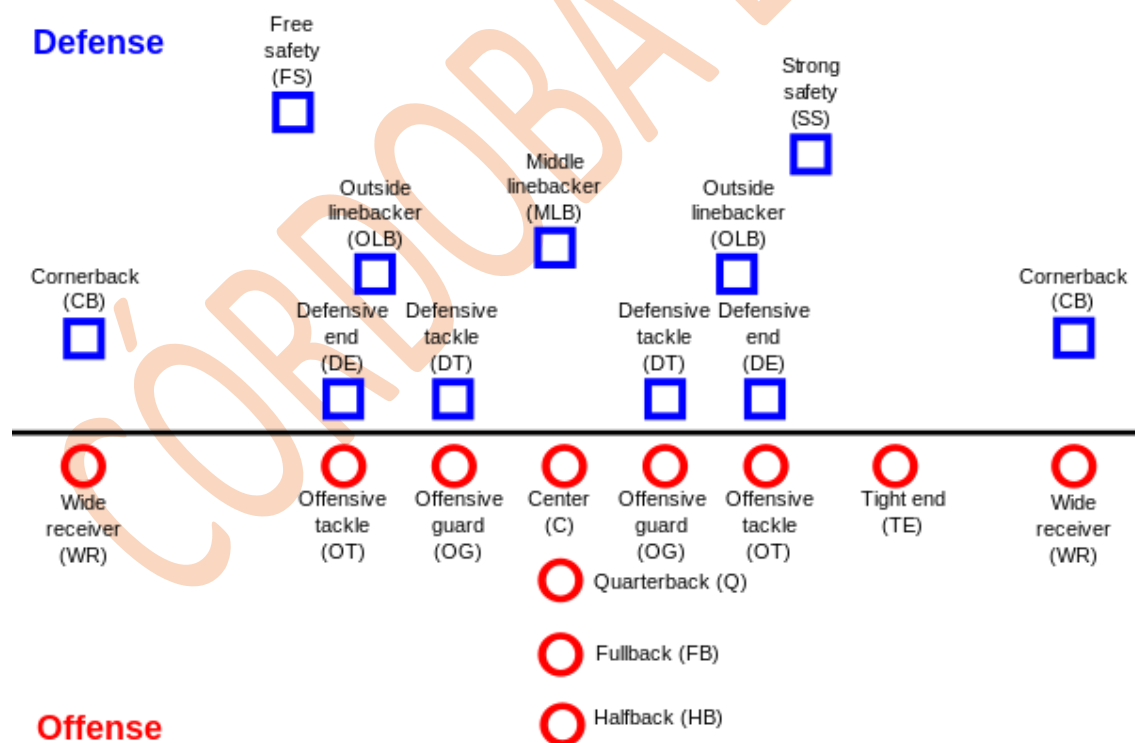 Defense
Free
safety
(FS)
Strong
safety
(SS)
Middle
linebacker
(MLB)
Outside
linebacker
(OLB)
Outside
linebacker
(OLB)
Cornerback
(CB)
Cornerback
(CB)
Defensive
end
(DE)
Defensive
tackle
(DT)
Defensive
tackle
(DT)
Defensive
end
(DE)
Wide
receiver
(WR)
Offensive
tackle
(OT)
Offensive
guard
(OG)
Center
(C)
Offensive
guard
(OG)
Offensive
tackle
(OT)
Tight end
(TE)
Wide
receiver
(WR)
Quarterback (Q)
Fullback (FB)
Halfback (HB)
Offense
CÓRDOBA